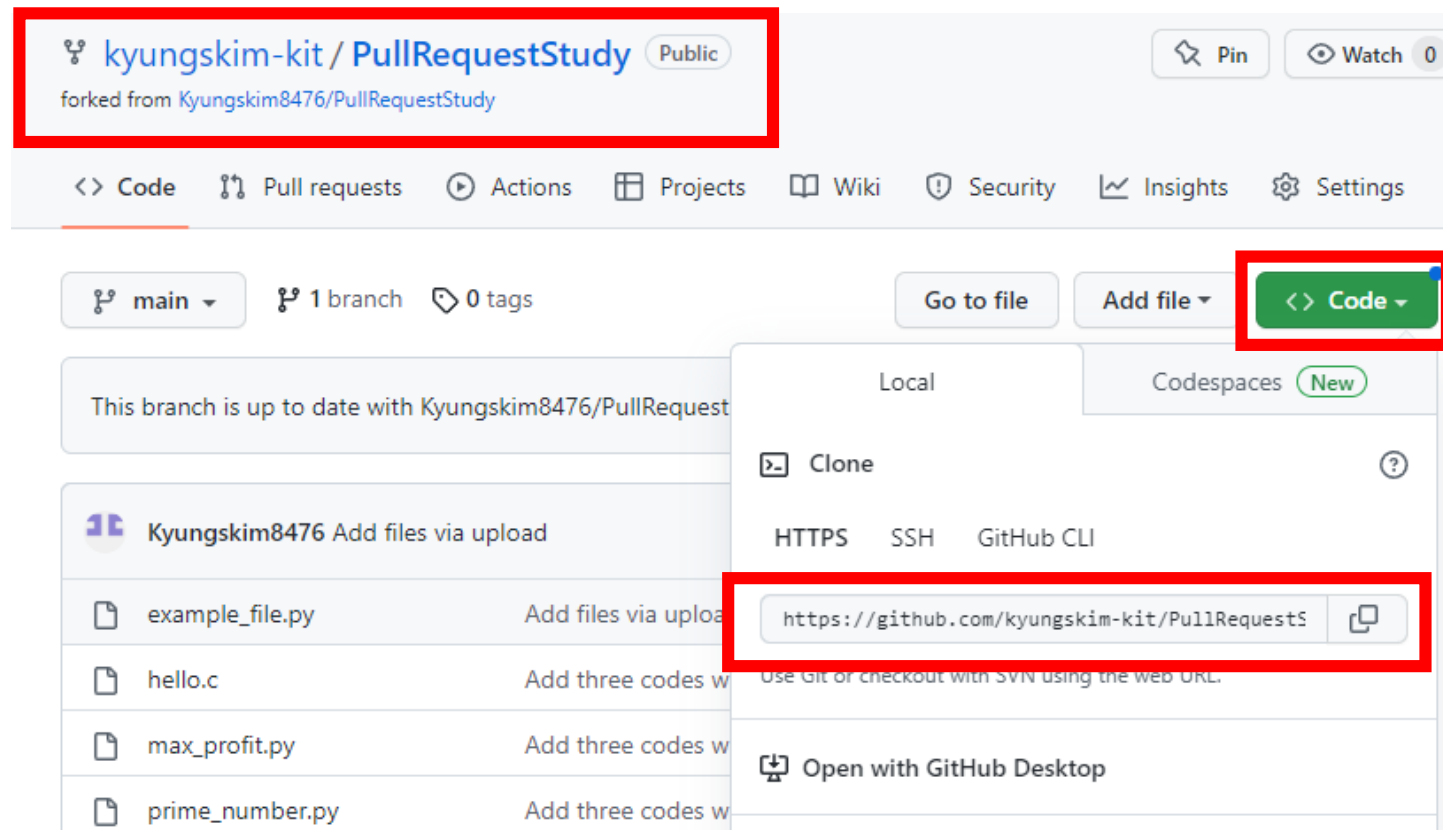 kyungskim-kit / PullRequestStudy Public
Pin
Watch 0
forked from Kyungskim8476/PullRequestStudy
Code Pull requests Actions Projects Wiki Security Insights Settings
main 1 branch 0 tags Go to file Add file Code
Local Codespaces New
This branch is up to date with Kyungskim8476/PullRequest
Clone
Kyungskim8476 Add files via upload
HTTPS SSH GitHub CLI
example_file.py Add files via uploa
https://github.com/kyungskim-kit/PullRequestS
hello.c Add three codes w
Use Git or checkout with SVN using the web URL.
max_profit.py Add three codes w
Open with GitHub Desktop
prime_number.py Add three codes w